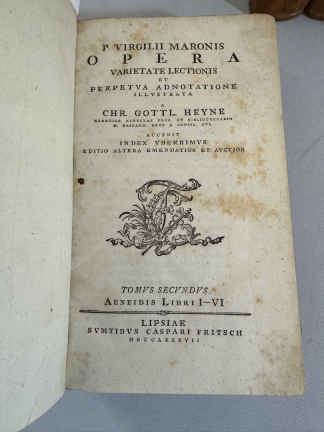 P. VIRGILII MARONIS
OPERA
VARIETATE LECTIONIS
ET
PERPETVA ADNOTATIONE
ILLVSTRATA
A
CHR. GOTTL. HEYNE
ACCEDIT
INDEX VBERRIMVS
EDITIO ALTERA EMENDATIOR ET AVCTIOR
TOMVS SECVNDVS
AENEIDIS LIBRI I—VI
LIPSIAE
SVMTIBVS CASPARI FRITSCH
MDCCLXXXVII